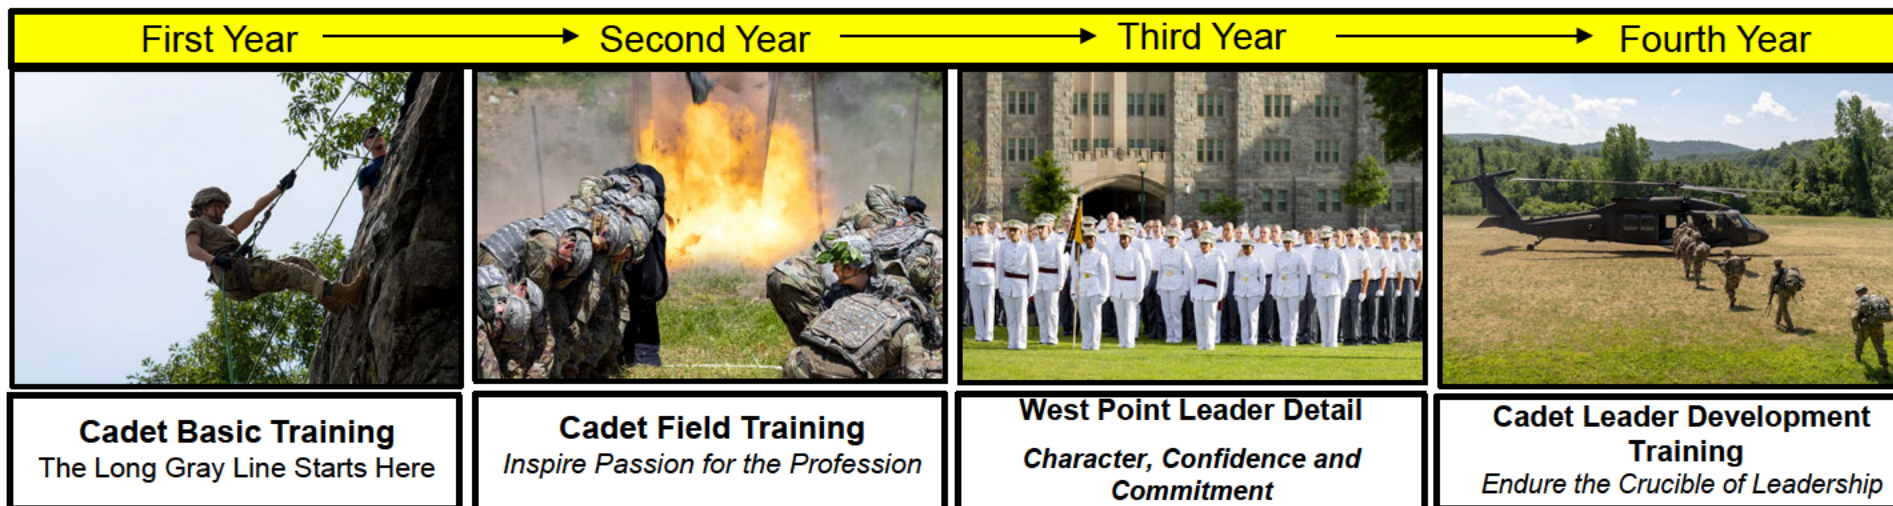 First Year Second Year Third Year Fourth Year
Cadet Basic Training
The Long Gray Line Starts Here
Cadet Field Training
Inspire Passion for the Profession
West Point Leader Detail
Character, Confidence and
Commitment
Cadet Leader Development
Training
Endure the Crucible of Leadership